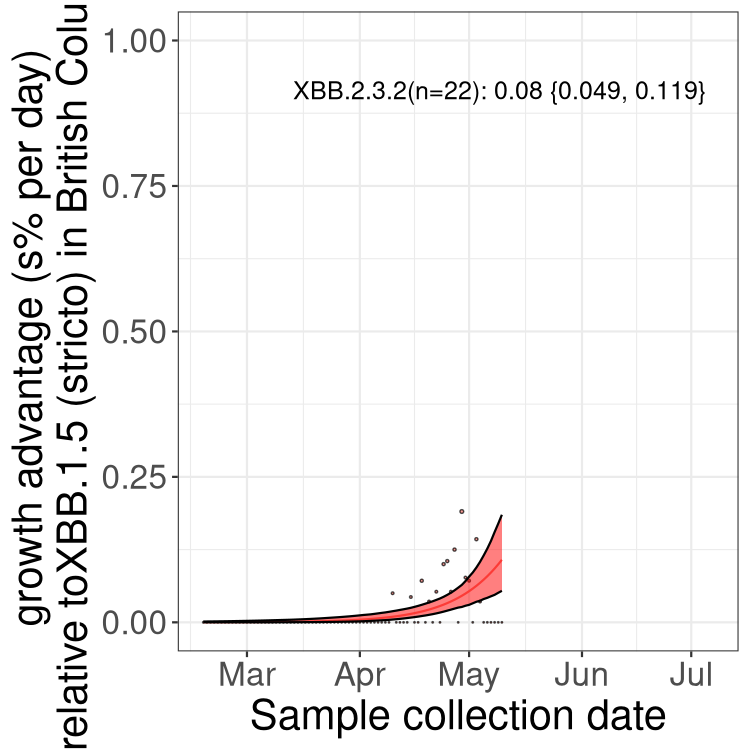 growth advantage (s% per day)
relative toXBB.1.5 (stricto) in British Colu
1.00
0.75
0.50
0.25
0.00
XBB.2.3.2(n=22): 0.08 {0.049, 0.119}
Mar Apr May Jun Jul
Sample collection date